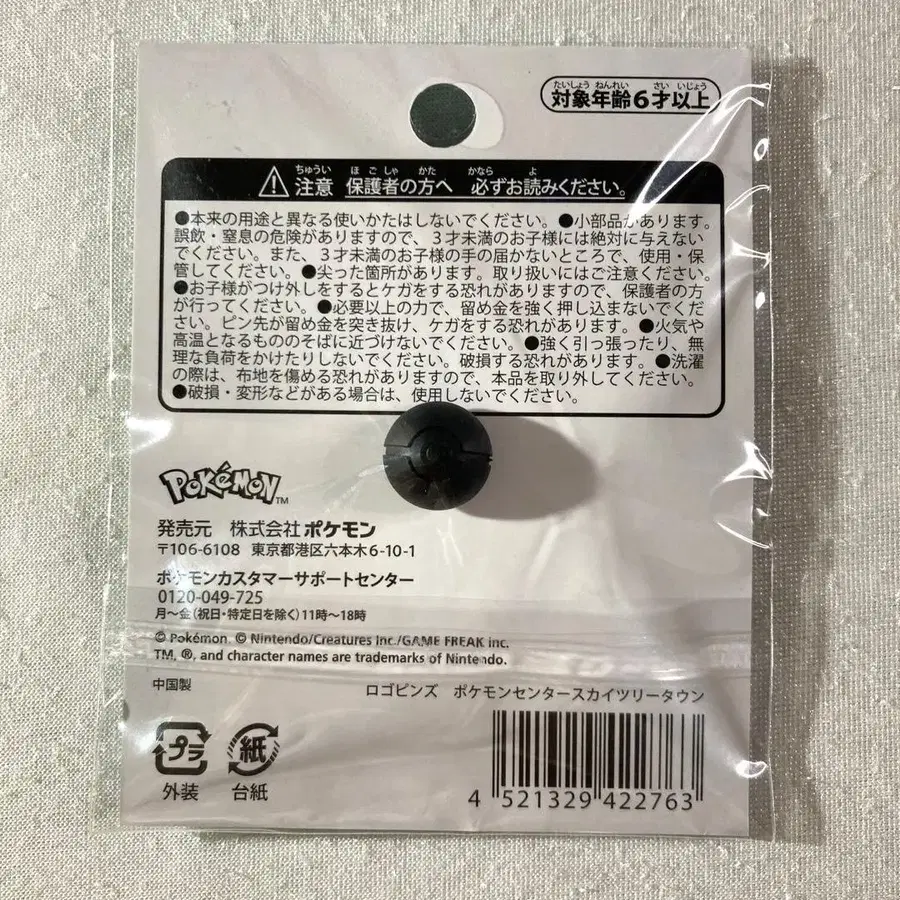 たいしょう ねんれい さい いじょう
対象年齢6才以上
ちゅうい ほごしゃ かた かなら よ
⚠注意 保護者の方へ 必ずお読みください。
●本来の用途と異なる使いかたはしないでください。●小部品があります。
誤飲・窒息の危険がありますので、3才未満のお子様には絶対に与えない
でください。また、3才未満のお子様の手の届かないところで、使用・保
管してください。●尖った箇所があります。取り扱いにはご注意ください。
●お子様がつけ外しをするとケガをする恐れがありますので、保護者の方
が行ってください。●必要以上の力で、留め金を強く押し込まないでくだ
さい。ピン先が留め金を突き抜け、ケガをする恐れがあります。●火気や
高温となるもののそばに近づけないでください。●強く引っ張ったり、無
理な負荷をかけたりしないでください。破損する恐れがあります。●洗濯
の際は、布地を傷める恐れがありますので、本品を取り外してください。
●破損・変形などがある場合は、使用しないでください。
POKéMON™
発売元 株式会社ポケモン
〒106-6108 東京都港区六本木6-10-1
ポケモンカスタマーサポートセンター
0120-049-725
月～金(祝日・特定日を除く)11時～18時
© Pokémon. © Nintendo/Creatures Inc./GAME FREAK inc.
TM, ®, and character names are trademarks of Nintendo.
中国製 ロゴピンズ ポケモンセンタースカイツリータウン
プラ 紙
外装 台紙
4 521329 422763